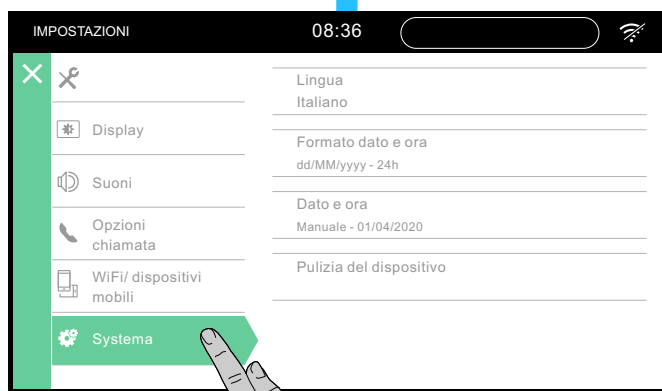 IMPOSTAZIONI 08:36
Lingua
Italiano
Display
Formato dato e ora
dd/MM/yyyy - 24h
Suoni
Dato e ora
Manuale - 01/04/2020
Opzioni
chiamata
Pulizia del dispositivo
WiFi/ dispositivi
mobili
Systema